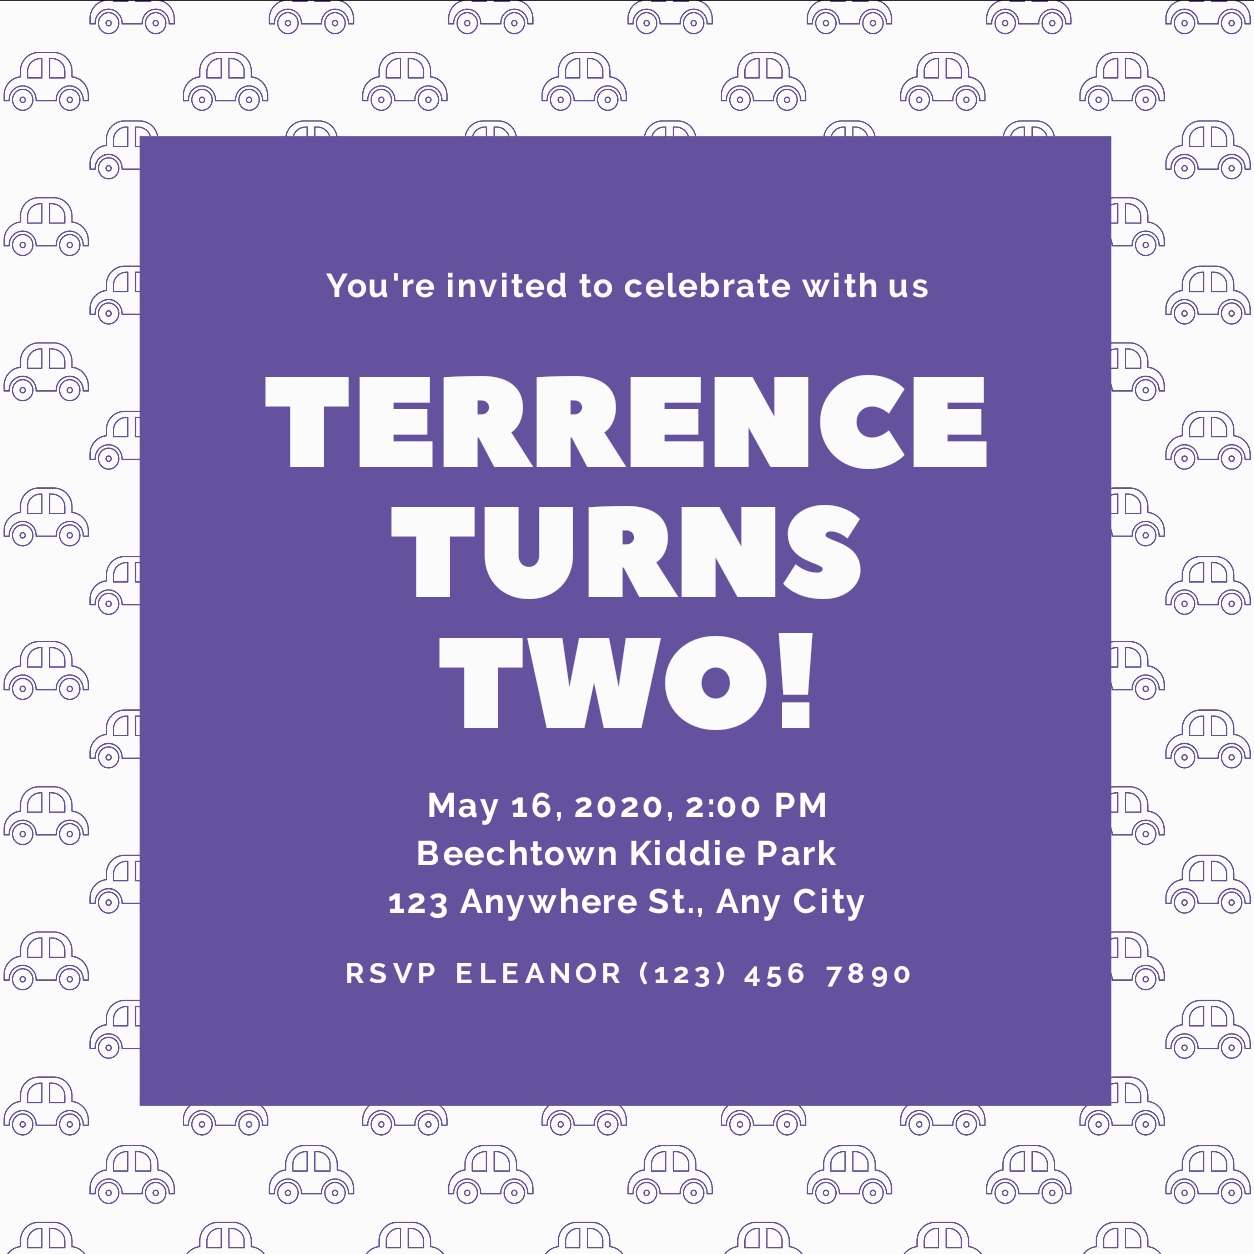 You're invited to celebrate with us
TERRENCE
TURNS
TWO!
May 16, 2020, 2:00 PM
Beechtown Kiddie Park
123 Anywhere St., Any City
RSVP ELEANOR (123) 456 7890